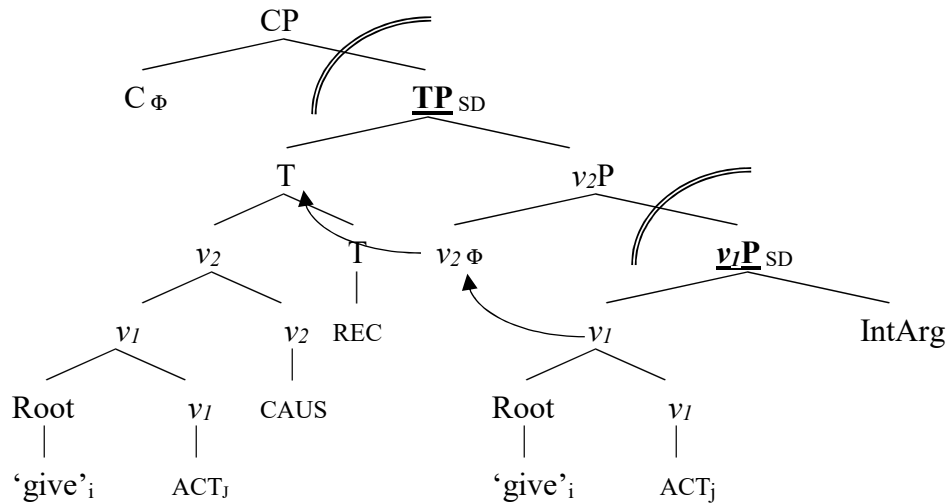 CP
C Φ TP SD
T v₂P
v₂ T v₂ Φ v₁P SD
v₁ v₂ REC v₁ IntArg
Root v₁ CAUS Root v₁
‘give’ᵢ ACTJ ‘give’ᵢ ACTⱼ